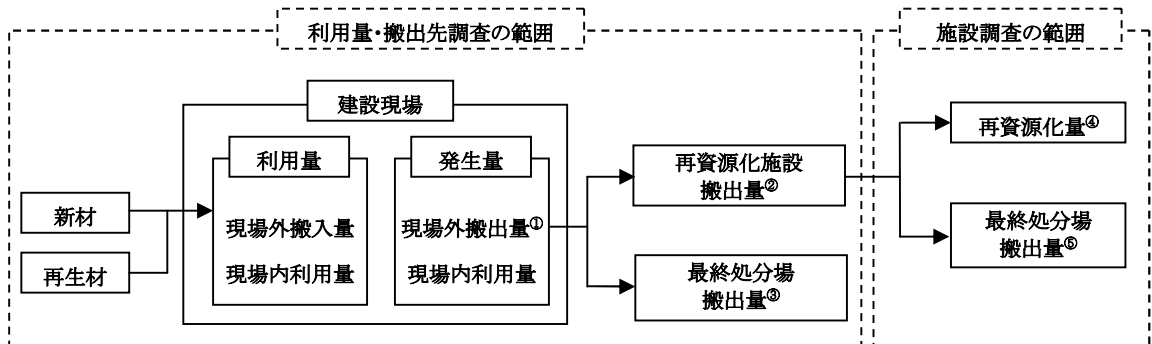 利用量・搬出先調査の範囲
施設調査の範囲
建設現場
利用量
発生量
新材
再生材
現場外搬入量
現場内利用量
現場外搬出量①
現場内利用量
再資源化施設
搬出量②
最終処分場
搬出量③
再資源化量④
最終処分場
搬出量⑤